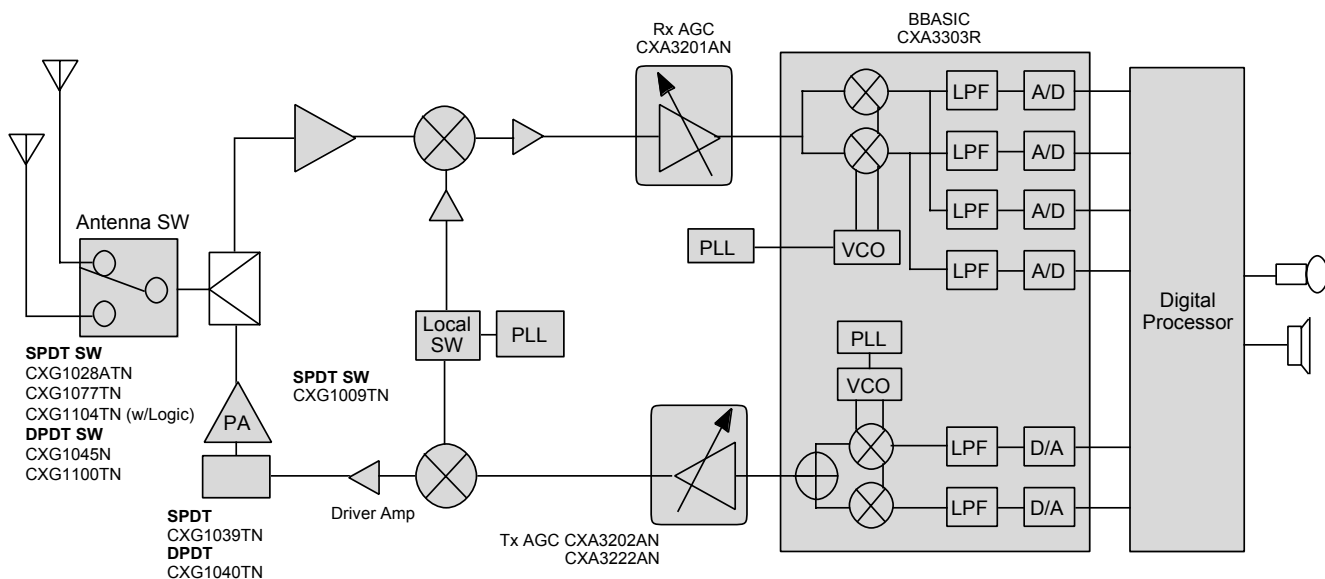 Rx AGC
CXA3201AN
BBASIC
CXA3303R
LPF
A/D
LPF
A/D
LPF
A/D
LPF
A/D
Antenna SW
PLL
VCO
Digital
Processor
Local
SW
PLL
PLL
VCO
SPDT SW
CXG1028ATN
CXG1077TN
CXG1104TN (w/Logic)
DPDT SW
CXG1045N
CXG1100TN
SPDT SW
CXG1009TN
PA
LPF
D/A
LPF
D/A
Driver Amp
SPDT
CXG1039TN
DPDT
CXG1040TN
Tx AGC CXA3202AN
CXA3222AN